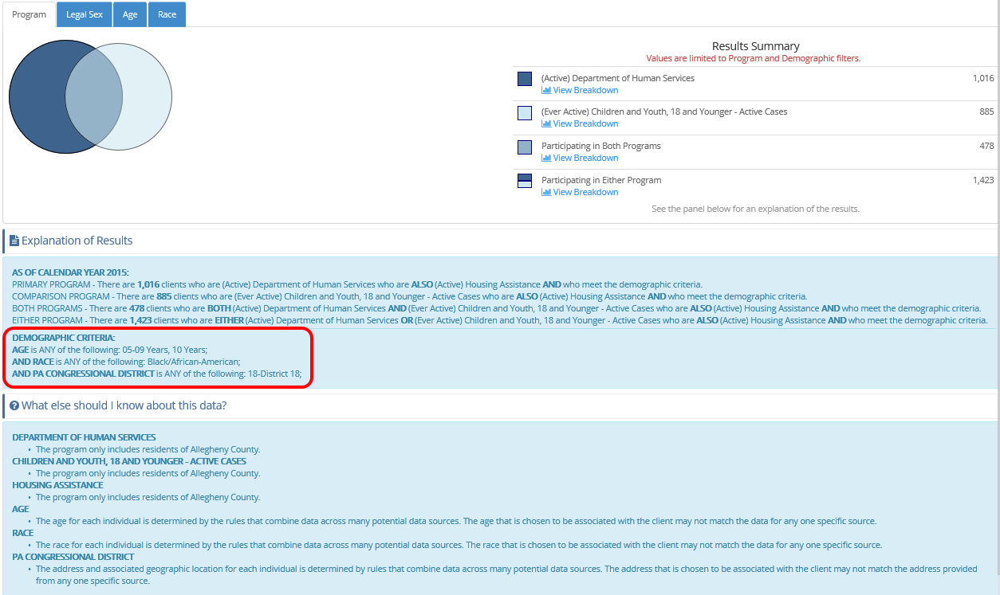 Program Legal Sex Age Race
Results Summary
Values are limited to Program and Demographic filters.
(Active) Department of Human Services 1,016
View Breakdown
(Ever Active) Children and Youth, 18 and Younger - Active Cases 885
View Breakdown
Participating in Both Programs 478
View Breakdown
Participating in Either Program 1,423
View Breakdown
See the panel below for an explanation of the results.
Explanation of Results
AS OF CALENDAR YEAR 2015:
PRIMARY PROGRAM - There are 1,016 clients who are (Active) Department of Human Services who are ALSO (Active) Housing Assistance AND who meet the demographic criteria.
COMPARISON PROGRAM - There are 885 clients who are (Ever Active) Children and Youth, 18 and Younger - Active Cases who are ALSO (Active) Housing Assistance AND who meet the demographic criteria.
BOTH PROGRAMS - There are 478 clients who are BOTH (Active) Department of Human Services AND (Ever Active) Children and Youth, 18 and Younger - Active Cases who are ALSO (Active) Housing Assistance AND who meet the demographic criteria.
EITHER PROGRAM - There are 1,423 clients who are EITHER (Active) Department of Human Services OR (Ever Active) Children and Youth, 18 and Younger - Active Cases who are ALSO (Active) Housing Assistance AND who meet the demographic criteria.
DEMOGRAPHIC CRITERIA:
AGE is ANY of the following: 05-09 Years, 10 Years;
AND RACE is ANY of the following: Black/African-American;
AND PA CONGRESSIONAL DISTRICT is ANY of the following: 18-District 18;
What else should I know about this data?
DEPARTMENT OF HUMAN SERVICES
• The program only includes residents of Allegheny County.
CHILDREN AND YOUTH, 18 AND YOUNGER - ACTIVE CASES
• The program only includes residents of Allegheny County.
HOUSING ASSISTANCE
• The program only includes residents of Allegheny County.
AGE
• The age for each individual is determined by the rules that combine data across many potential data sources. The age that is chosen to be associated with the client may not match the data for any one specific source.
RACE
• The race for each individual is determined by the rules that combine data across many potential data sources. The race that is chosen to be associated with the client may not match the data for any one specific source.
PA CONGRESSIONAL DISTRICT
• The address and associated geographic location for each individual is determined by rules that combine data across many potential data sources. The address that is chosen to be associated with the client may not match the address provided
from any one specific source.